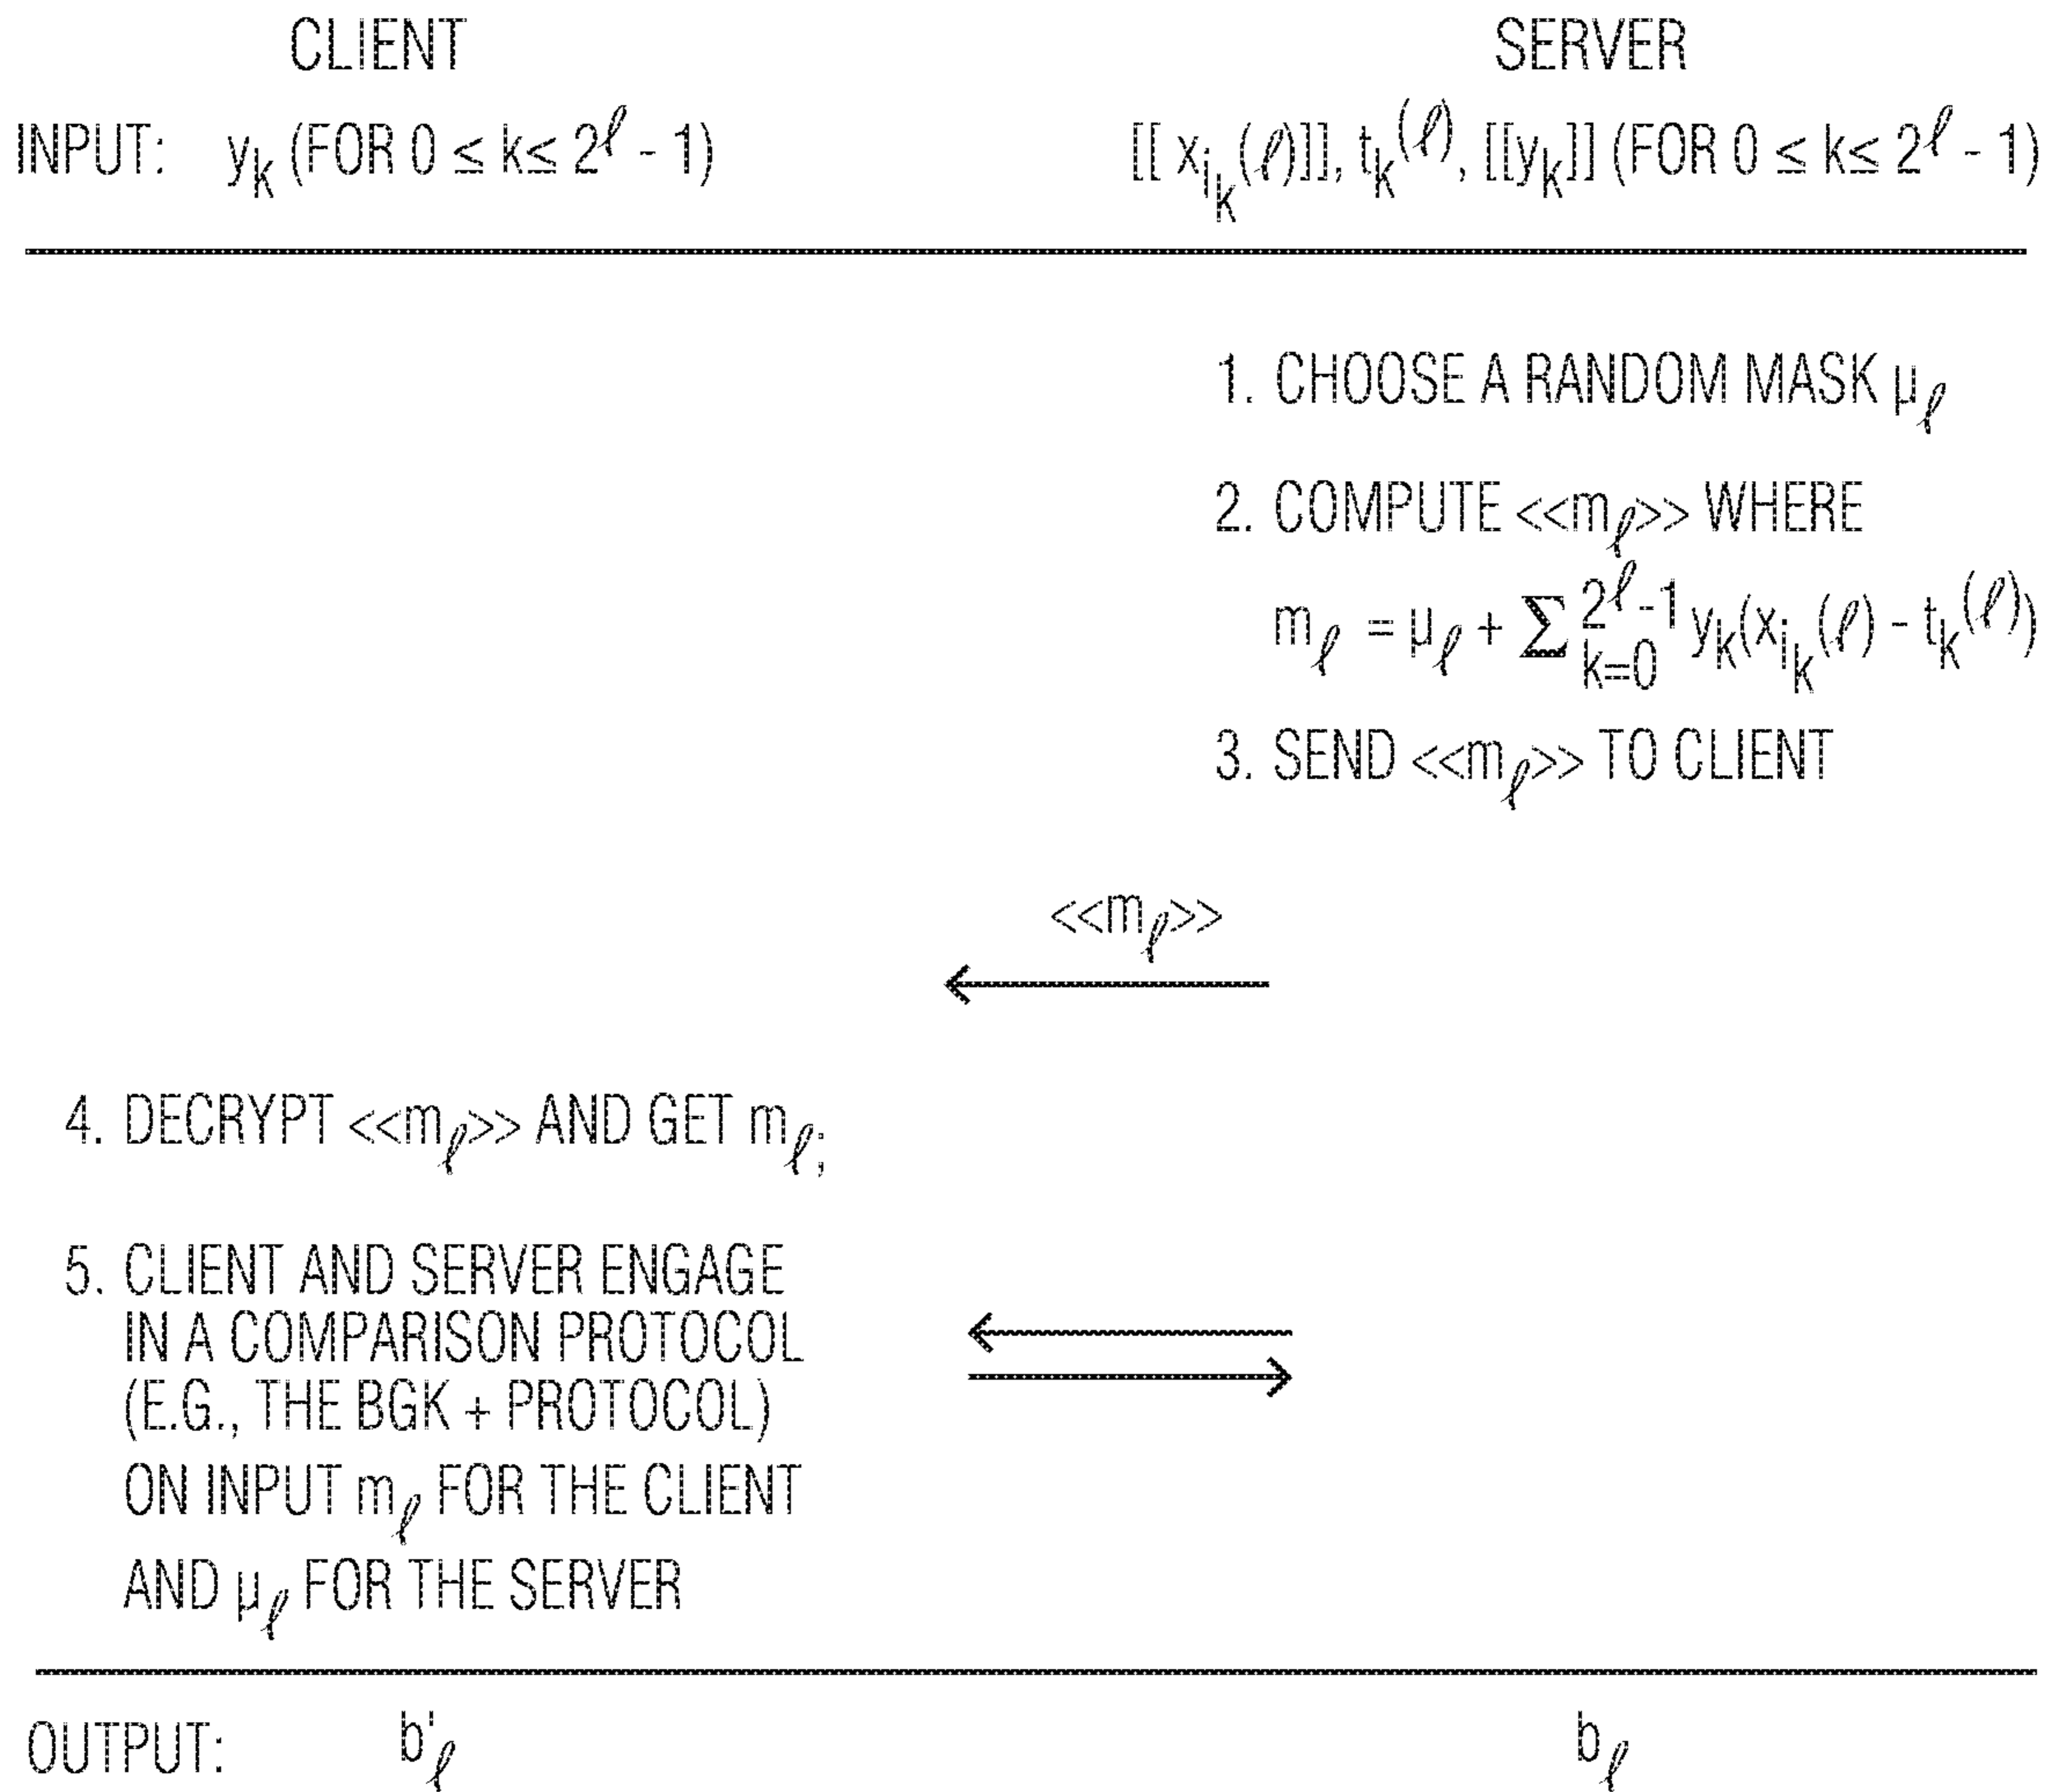 CLIENT SERVER
INPUT: yₖ (FOR 0 ≤ k ≤ 2^ℓ - 1) [[ x_{i_k}(ℓ)]], t_k^(ℓ), [[yₖ]] (FOR 0 ≤ k ≤ 2^ℓ - 1)
1. CHOOSE A RANDOM MASK μ_ℓ
2. COMPUTE <<m_ℓ>> WHERE
m_ℓ = μ_ℓ + ∑_{k=0}^{2^ℓ-1} y_k(x_{i_k}(ℓ) - t_k^(ℓ))
3. SEND <<m_ℓ>> TO CLIENT
<<m_ℓ>>
4. DECRYPT <<m_ℓ>> AND GET m_ℓ;
5. CLIENT AND SERVER ENGAGE
IN A COMPARISON PROTOCOL
(E.G., THE BGK + PROTOCOL)
ON INPUT m_ℓ FOR THE CLIENT
AND μ_ℓ FOR THE SERVER
OUTPUT: b'_ℓ b_ℓ